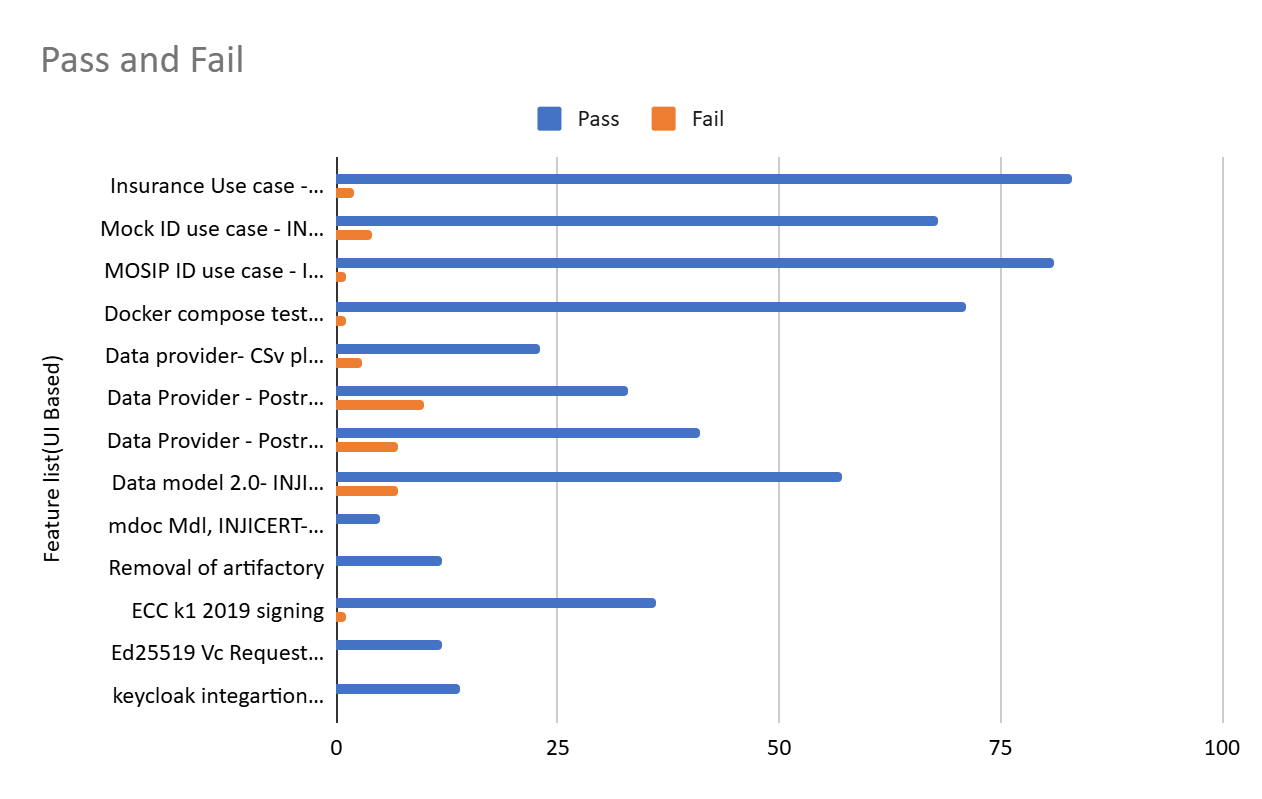 Pass and Fail
Pass
Fail
Feature list(UI Based)
Insurance Use case -...
Mock ID use case - IN...
MOSIP ID use case - I...
Docker compose test...
Data provider- CSv pl...
Data Provider - Postr...
Data Provider - Postr...
Data model 2.0- INJI...
mdoc Mdl, INJICERT-...
Removal of artifactory
ECC k1 2019 signing
Ed25519 Vc Request...
keycloak integartion...
0 25 50 75 100